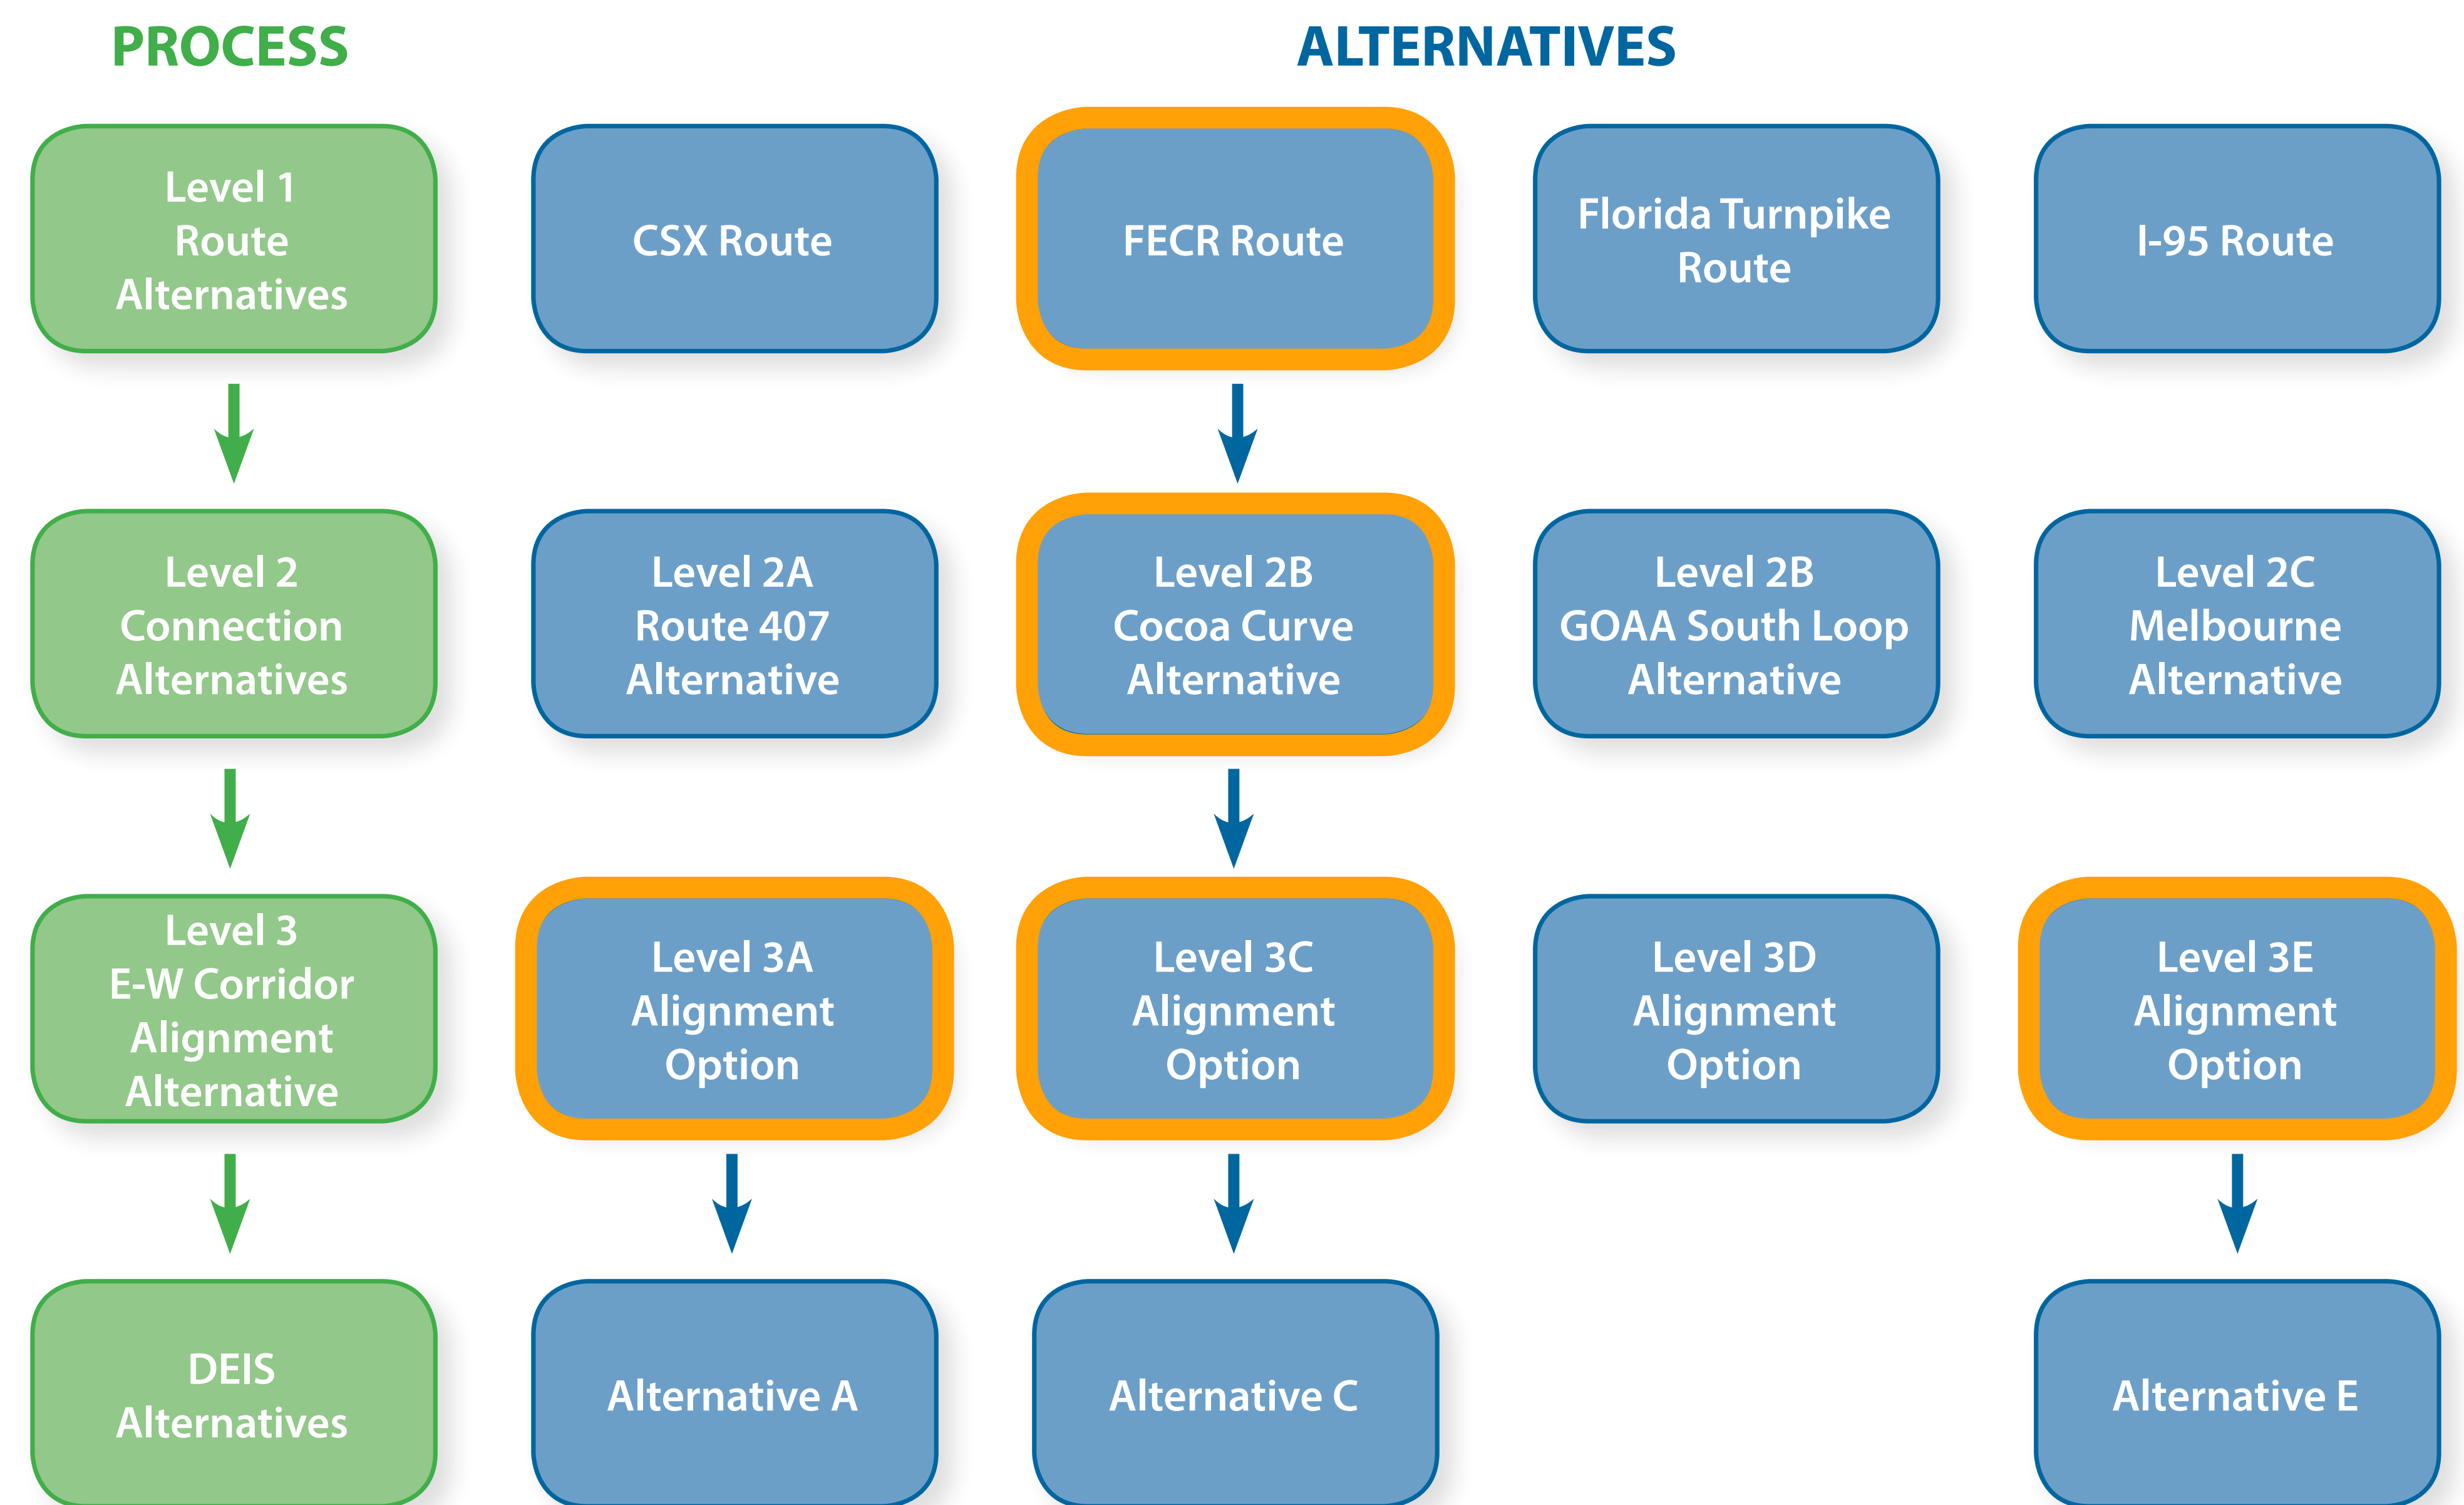 PROCESS
ALTERNATIVES
Level 1
Route
Alternatives
CSX Route
FECR Route
Florida Turnpike
Route
I-95 Route
Level 2
Connection
Alternatives
Level 2A
Route 407
Alternative
Level 2B
Cocoa Curve
Alternative
Level 2B
GOAA South Loop
Alternative
Level 2C
Melbourne
Alternative
Level 3
E-W Corridor
Alignment
Alternative
Level 3A
Alignment
Option
Level 3C
Alignment
Option
Level 3D
Alignment
Option
Level 3E
Alignment
Option
DEIS
Alternatives
Alternative A
Alternative C
Alternative E